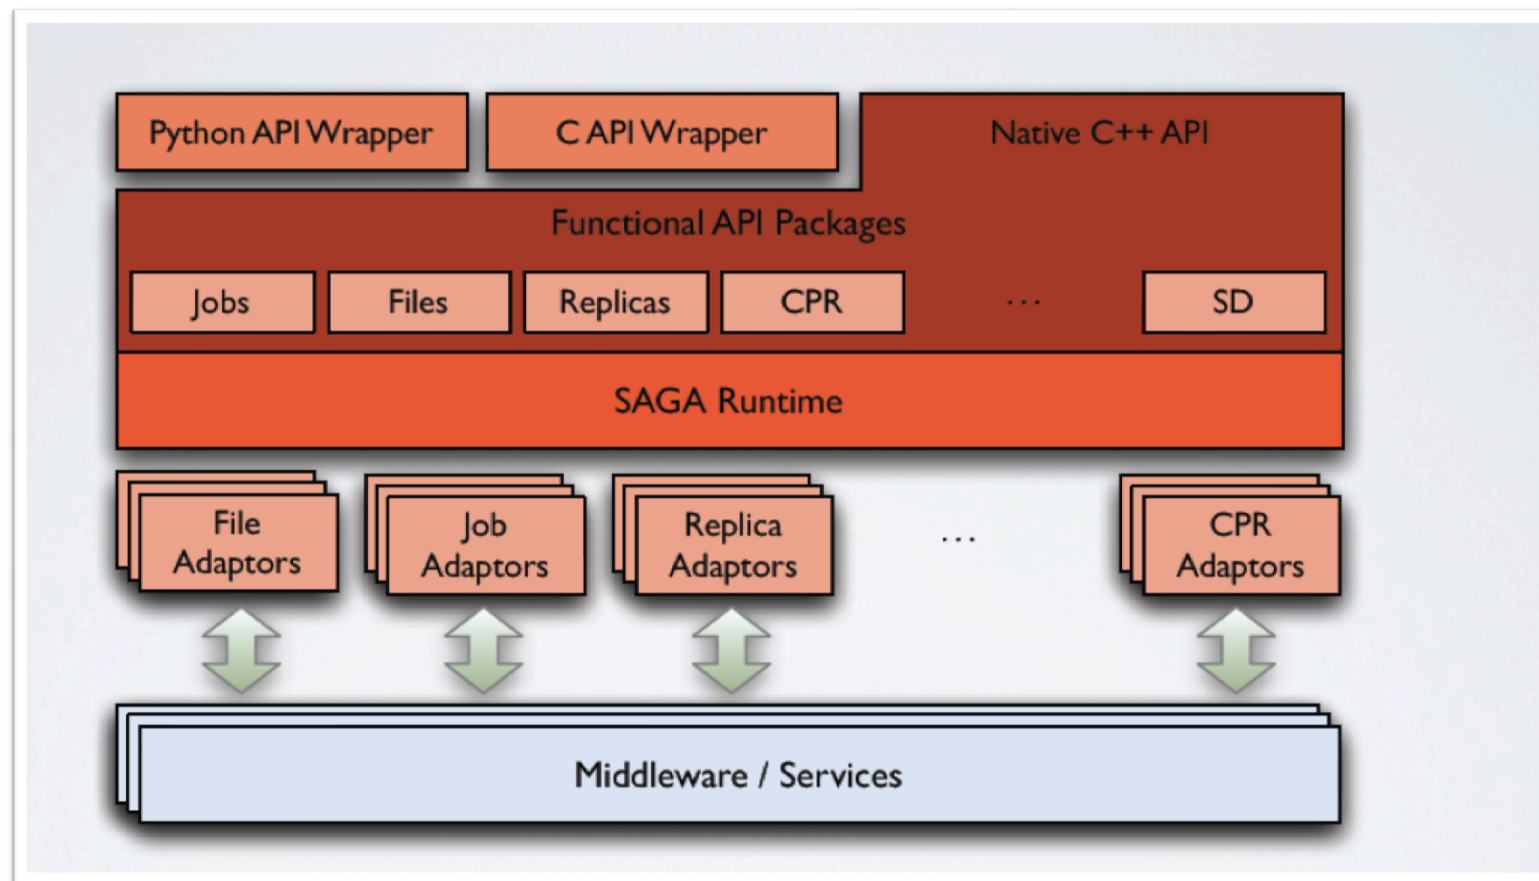 Python API Wrapper
C API Wrapper
Native C++ API
Functional API Packages
Jobs
Files
Replicas
CPR
...
SD
SAGA Runtime
File
Adaptors
Job
Adaptors
Replica
Adaptors
...
CPR
Adaptors
Middleware / Services